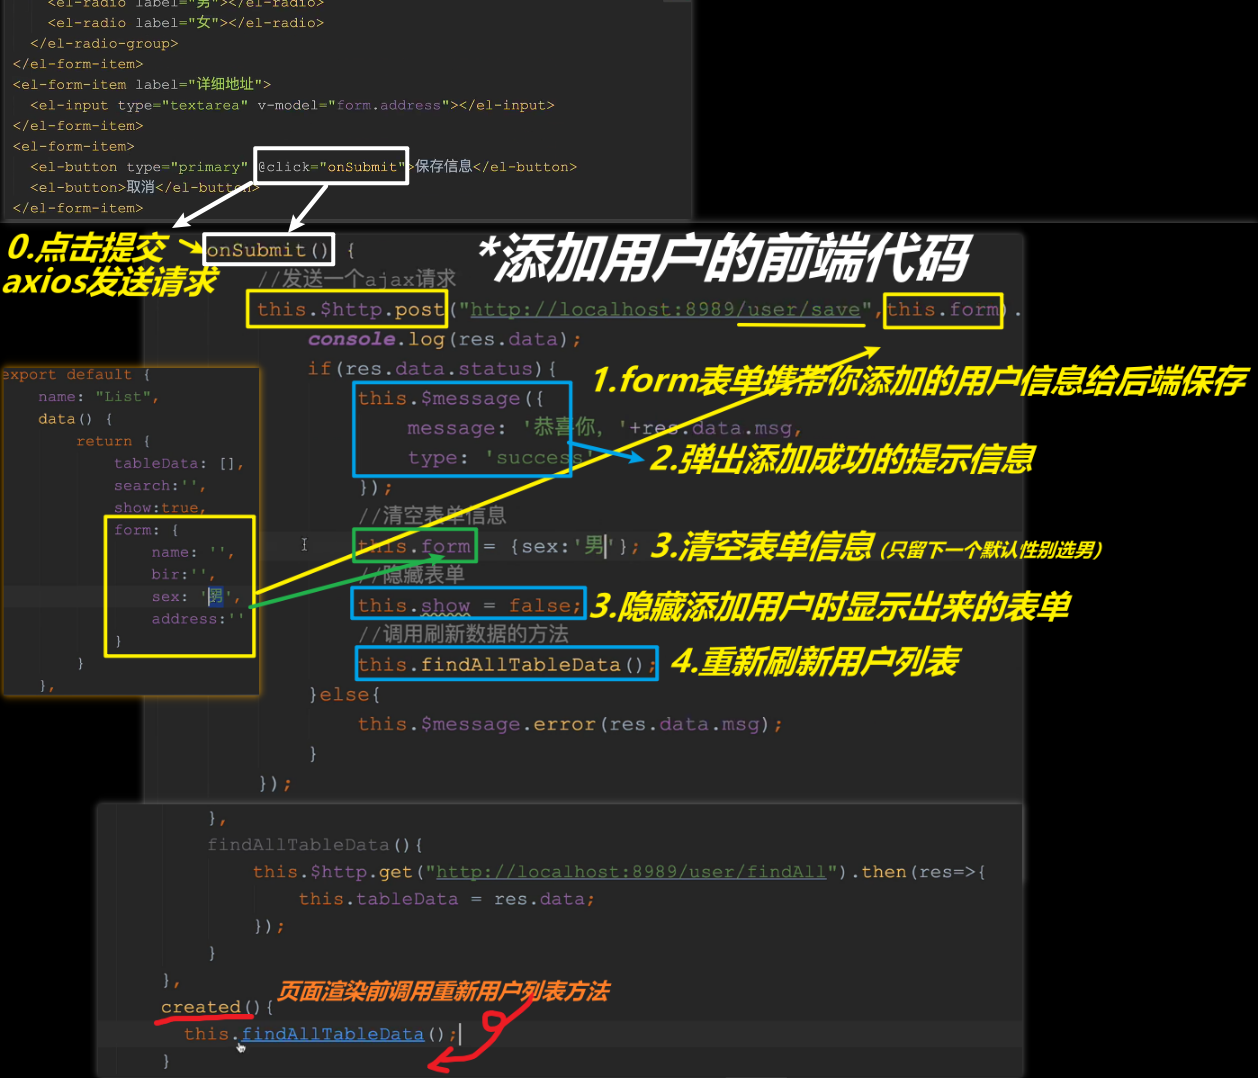 <el-radio label="男"></el-radio>
<el-radio label="女"></el-radio>
</el-radio-group>
</el-form-item>
<el-form-item label="详细地址">
<el-input type="textarea" v-model="form.address"></el-input>
</el-form-item>
<el-form-item>
<el-button type="primary" @click="onSubmit">保存信息</el-button>
<el-button>取消</el-button>
</el-form-item>
0.点击提交
axios发送请求
*添加用户的前端代码
onSubmit() {
//发送一个ajax请求
this.$http.post("http://localhost:8989/user/save",this.form).
console.log(res.data);
if(res.data.status){
this.$message({
message: '恭喜你, '+res.data.msg,
type: 'success'
});
//清空表单信息
this.form = {sex:'男'};
//隐藏表单
this.show = false;
//调用刷新数据的方法
this.findAllTableData();
}else{
this.$message.error(res.data.msg);
}
});
1.form表单携带你添加的用户信息给后端保存
2.弹出添加成功的提示信息
3.清空表单信息 (只留下一个默认性别选男)
3.隐藏添加用户时显示出来的表单
4.重新刷新用户列表
export default {
name: "List",
data() {
return {
tableData: [],
search:'',
show:true,
form: {
name: '',
bir:'',
sex: '男',
address:''
}
}
},
},
findAllTableData(){
this.$http.get("http://localhost:8989/user/findAll").then(res=>{
this.tableData = res.data;
});
}
},
created(){
页面渲染前调用重新用户列表方法
this.findAllTableData();
}